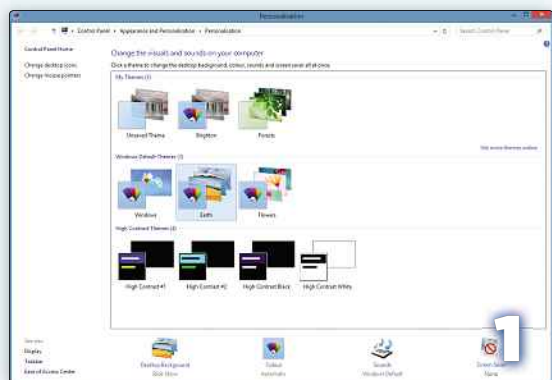 Personalisation
Control Panel › Appearance and Personalisation › Personalisation
Search Control Panel
Control Panel Home
Change desktop icons
Change mouse pointers
Change the visuals and sounds on your computer
Click a theme to change the desktop background, colour, sounds and screen saver all at once.
My Themes (3)
Unsaved Theme
Brighton
Forests
Get more themes online
Windows Default Themes (3)
Windows
Earth
Flowers
High Contrast Themes (4)
High Contrast #1
High Contrast #2
High Contrast Black
High Contrast White
See also
Display
Taskbar
Ease of Access Center
Desktop Background
Slide Show
Colour
Automatic
Sounds
Windows Default
Screen Saver
None
1